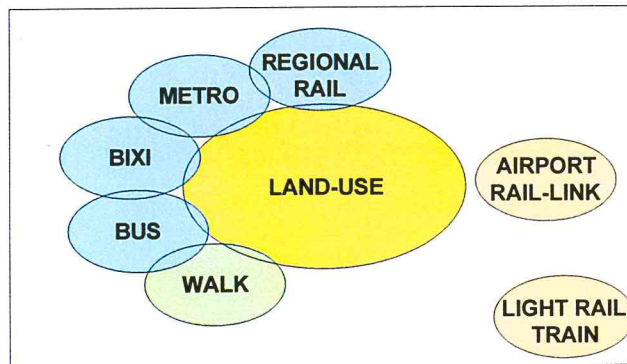 REGIONAL
RAIL
METRO
BIXI
LAND-USE
AIRPORT
RAIL-LINK
BUS
WALK
LIGHT RAIL
TRAIN